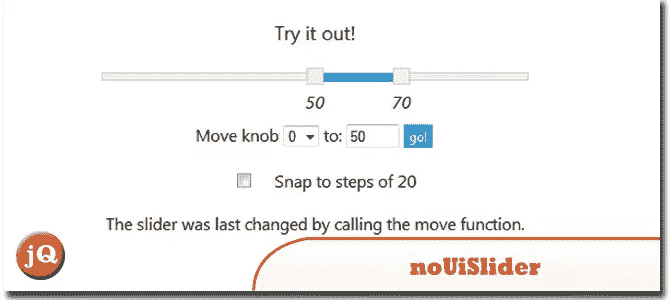 Try it out!
50 70
Move knob 0 to: 50 go!
Snap to steps of 20
The slider was last changed by calling the move function.
jQ
noUiSlider